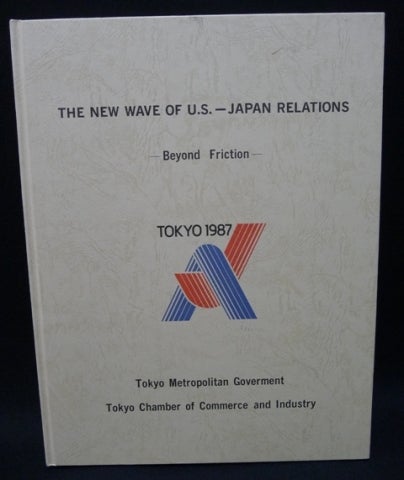 THE NEW WAVE OF U.S.—JAPAN RELATIONS
—Beyond Friction—
TOKYO 1987
Tokyo Metropolitan Goverment
Tokyo Chamber of Commerce and Industry